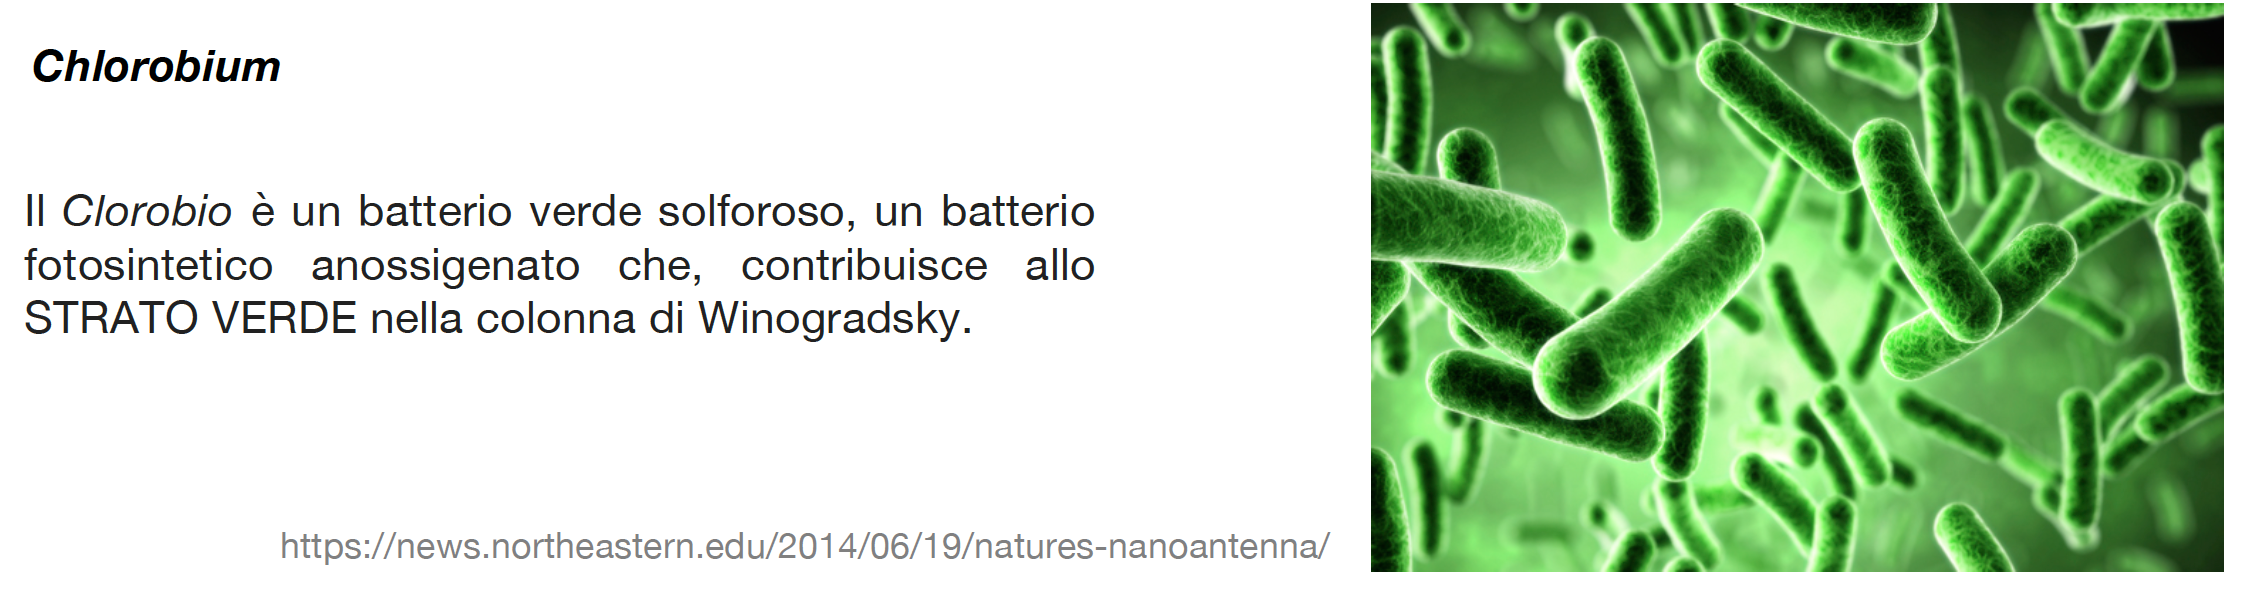 Chlorobium
Il Clorobio è un batterio verde solforoso, un batterio
fotosintetico anossigenato che, contribuisce allo
STRATO VERDE nella colonna di Winogradsky.
https://news.northeastern.edu/2014/06/19/natures-nanoantenna/